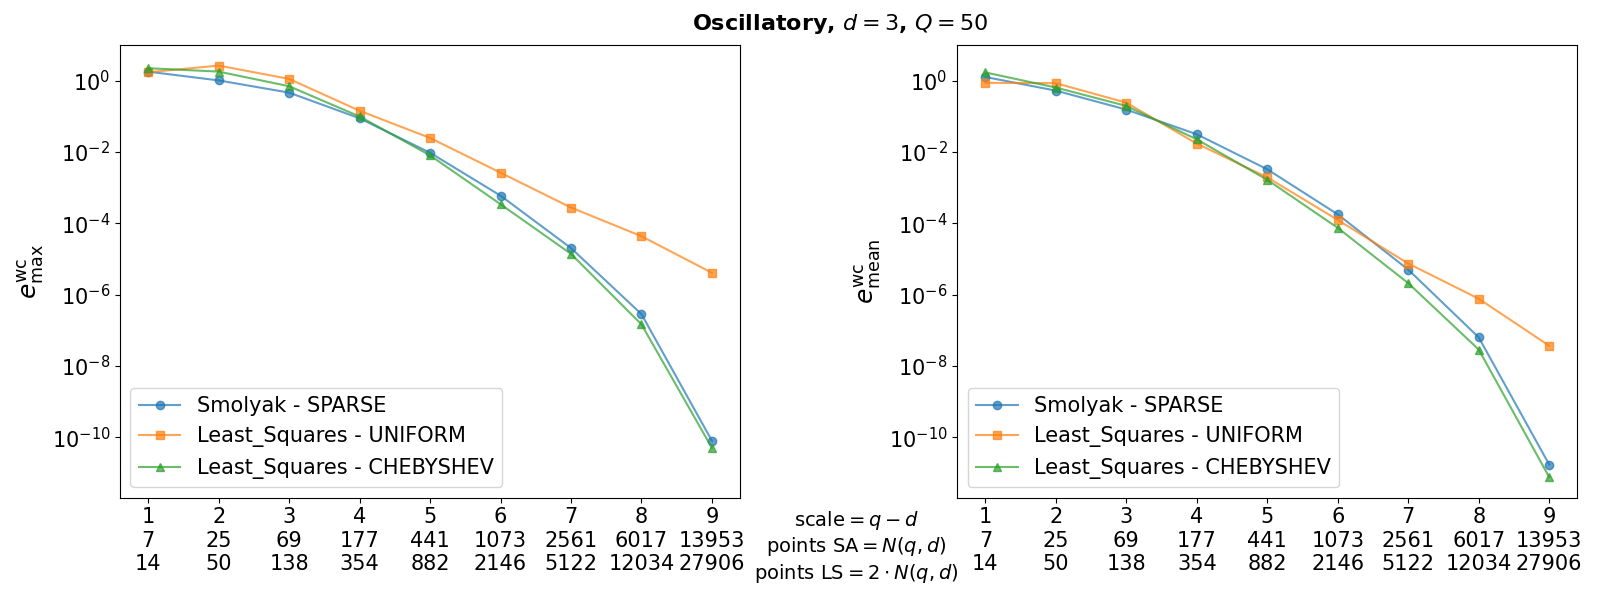 Oscillatory, d = 3, Q = 50
e^wc_max
10^0
10^−2
10^−4
10^−6
10^−8
10^−10
Smolyak - SPARSE
Least_Squares - UNIFORM
Least_Squares - CHEBYSHEV
1 2 3 4 5 6 7 8 9
7 25 69 177 441 1073 2561 6017 13953
14 50 138 354 882 2146 5122 12034 27906
scale = q − d
points SA = N(q, d)
points LS = 2 · N(q, d)
e^wc_mean
10^0
10^−2
10^−4
10^−6
10^−8
10^−10
Smolyak - SPARSE
Least_Squares - UNIFORM
Least_Squares - CHEBYSHEV
1 2 3 4 5 6 7 8 9
7 25 69 177 441 1073 2561 6017 13953
14 50 138 354 882 2146 5122 12034 27906